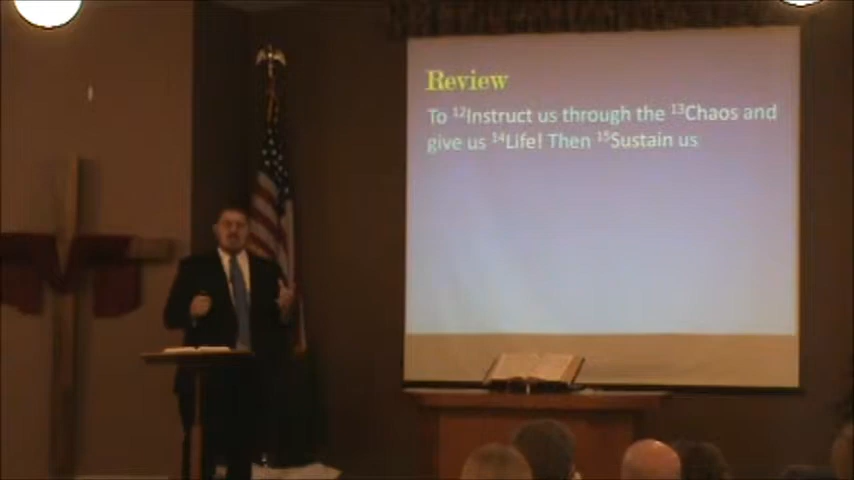 Review
To ¹²Instruct us through the ¹³Chaos and
give us ¹⁴Life! Then ¹⁵Sustain us